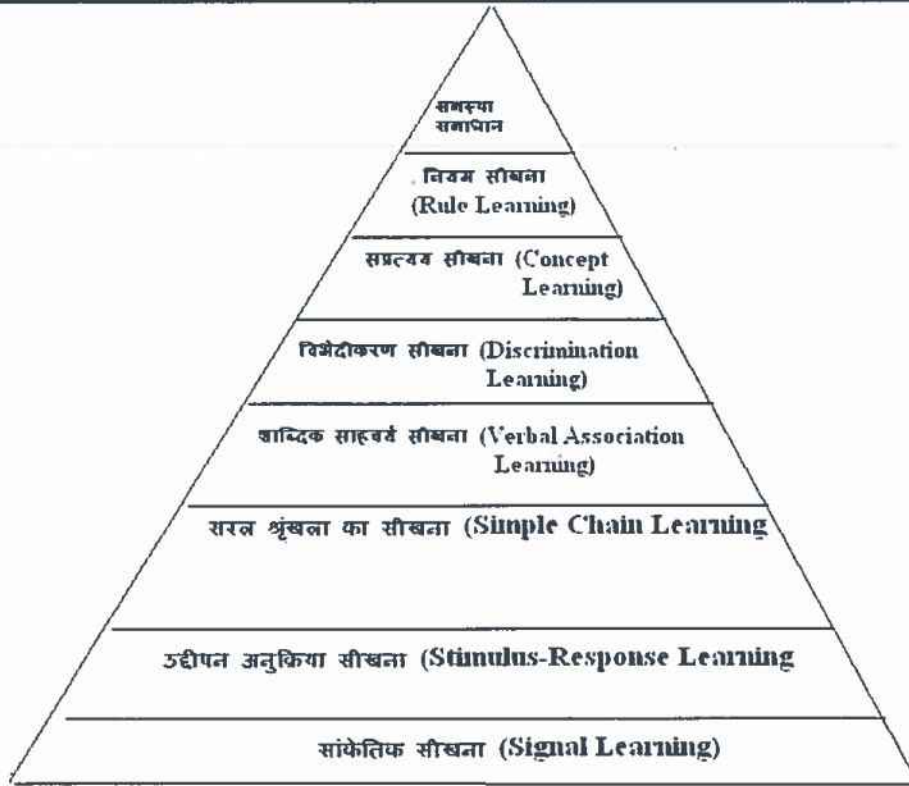 समस्या
समाधान
नियम सीखना
(Rule Learning)
सप्रत्यय सीखना (Concept
Learning)
विभेदीकरण सीखना (Discrimination
Learning)
शाब्दिक साहचर्य सीखना (Verbal Association
Learning)
सरल श्रृंखला का सीखना (Simple Chain Learning
उद्दीपन अनुक्रिया सीखना (Stimulus-Response Learning
सांकेतिक सीखना (Signal Learning)